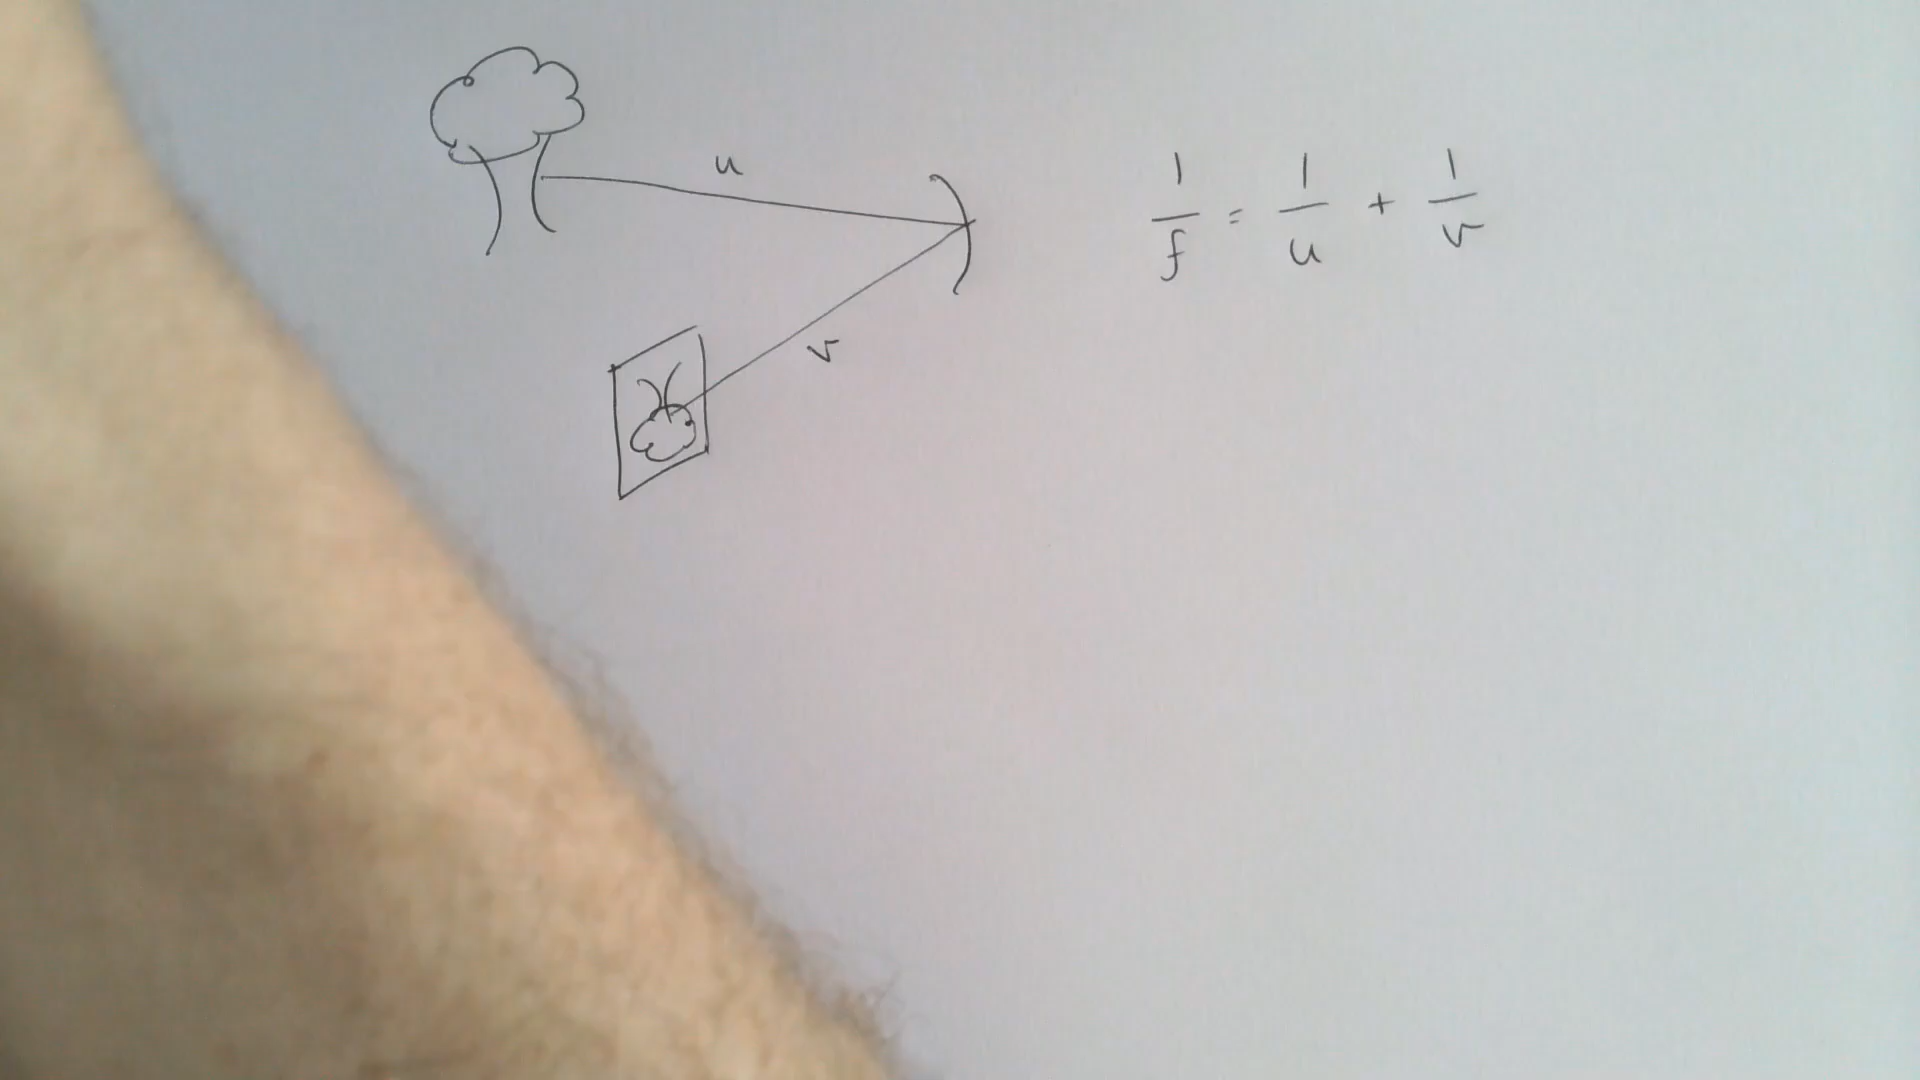 u
1/f = 1/u + 1/v
v